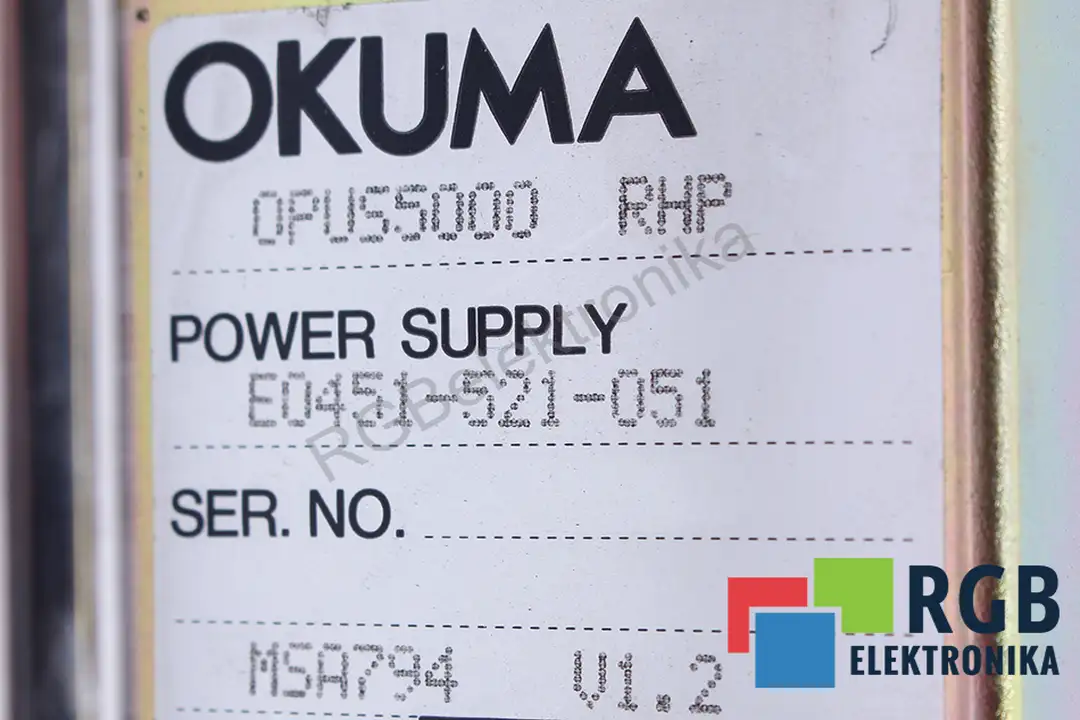 OKUMA
OPUS5000 RHP
POWER SUPPLY
E0451-521-051
SER. NO.
MSA794 V1.2
RGBelektronika
RGB
ELEKTRONIKA